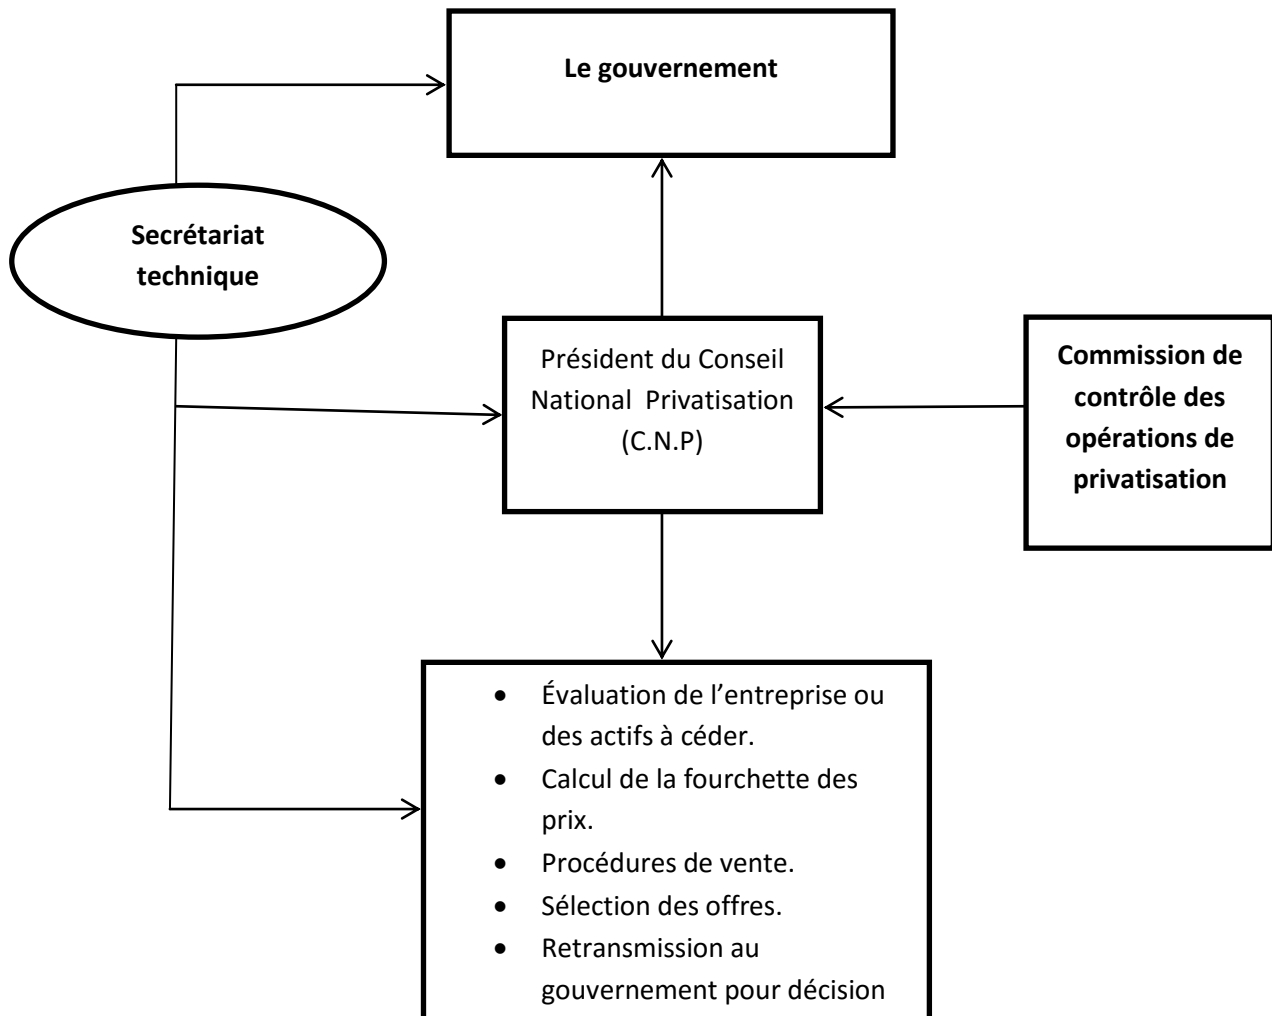 Le gouvernement
Secrétariat
technique
Président du Conseil
National Privatisation
(C.N.P)
Commission de
contrôle des
opérations de
privatisation
• Évaluation de l’entreprise ou
des actifs à céder.
• Calcul de la fourchette des
prix.
• Procédures de vente.
• Sélection des offres.
• Retransmission au
gouvernement pour décision